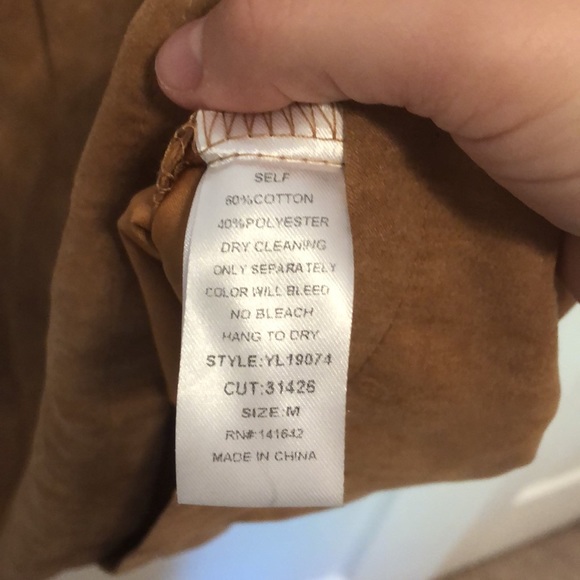 SELF
60%COTTON
40%POLYESTER
DRY CLEANING
ONLY SEPARATELY
COLOR WILL BLEED
NO BLEACH
HANG TO DRY
STYLE:YL19074
CUT:31426
SIZE:M
RN#:141642
MADE IN CHINA